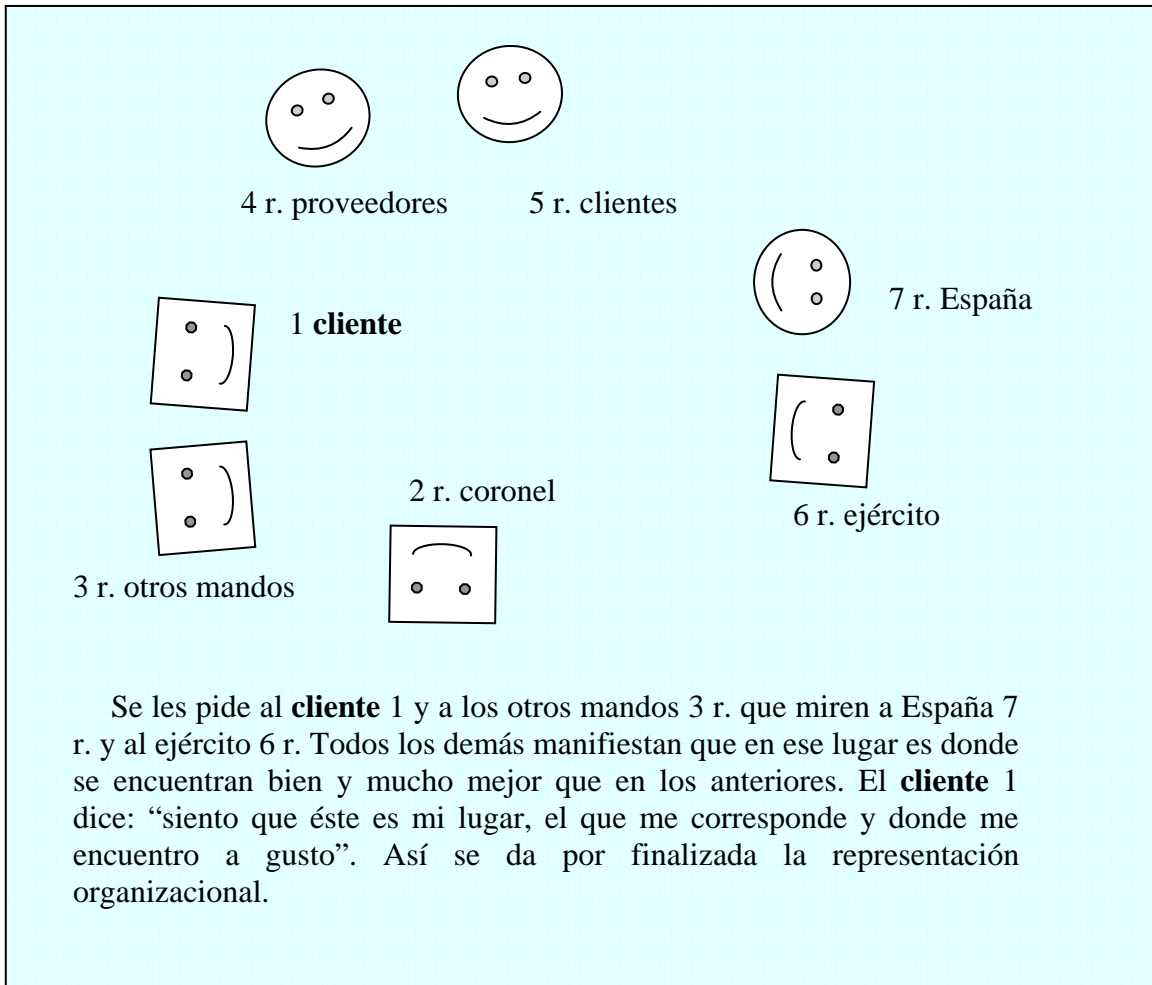 4 r. proveedores
5 r. clientes
7 r. España
1 cliente
2 r. coronel
6 r. ejército
3 r. otros mandos
Se les pide al cliente 1 y a los otros mandos 3 r. que miren a España 7
r. y al ejército 6 r. Todos los demás manifiestan que en ese lugar es donde
se encuentran bien y mucho mejor que en los anteriores. El cliente 1
dice: “siento que éste es mi lugar, el que me corresponde y donde me
encuentro a gusto”. Así se da por finalizada la representación
organizacional.